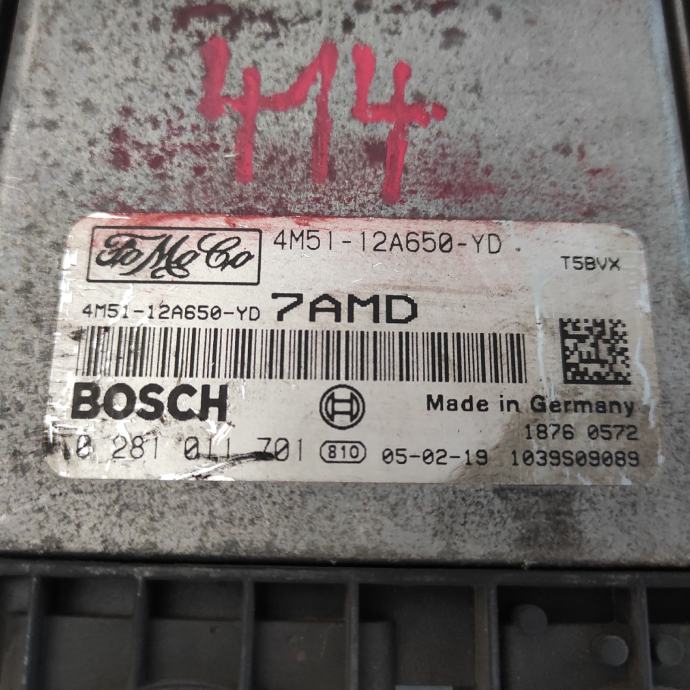 414
FoMoCo 4M51-12A650-YD
T5BVX
4M51-12A650-YD 7AMD
BOSCH
Made in Germany
1876 0572
0 281 011 701 810 05-02-19 1039S09089